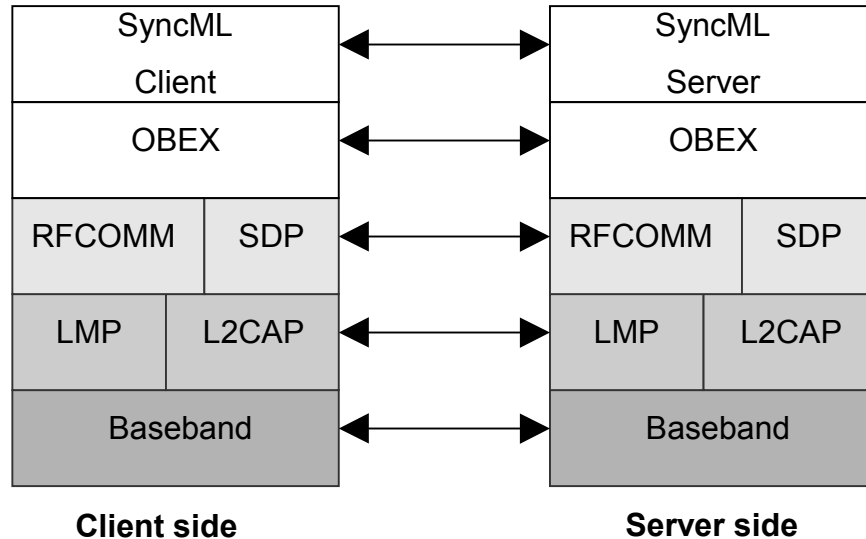 SyncML
Client
SyncML
Server
OBEX
OBEX
RFCOMM SDP
RFCOMM SDP
LMP L2CAP
LMP L2CAP
Baseband
Baseband
Client side
Server side